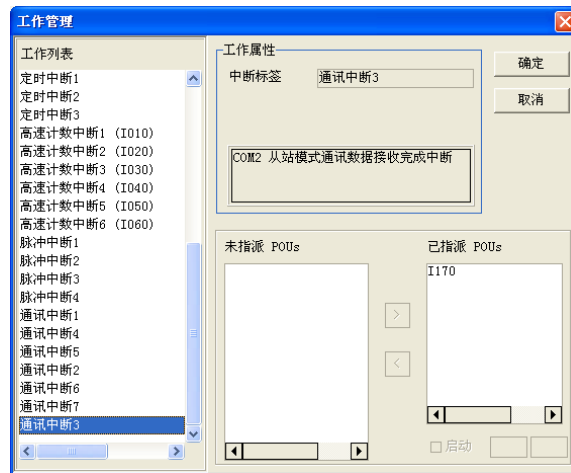 工作管理
工作列表
定时中断1
定时中断2
定时中断3
高速计数中断1 (I010)
高速计数中断2 (I020)
高速计数中断3 (I030)
高速计数中断4 (I040)
高速计数中断5 (I050)
高速计数中断6 (I060)
脉冲中断1
脉冲中断2
脉冲中断3
脉冲中断4
通讯中断1
通讯中断4
通讯中断5
通讯中断2
通讯中断6
通讯中断7
通讯中断3
工作属性
中断标签 通讯中断3
COM2 从站模式通讯数据接收完成中断
确定
取消
未指派 POUs
已指派 POUs
I170
>
<
启动